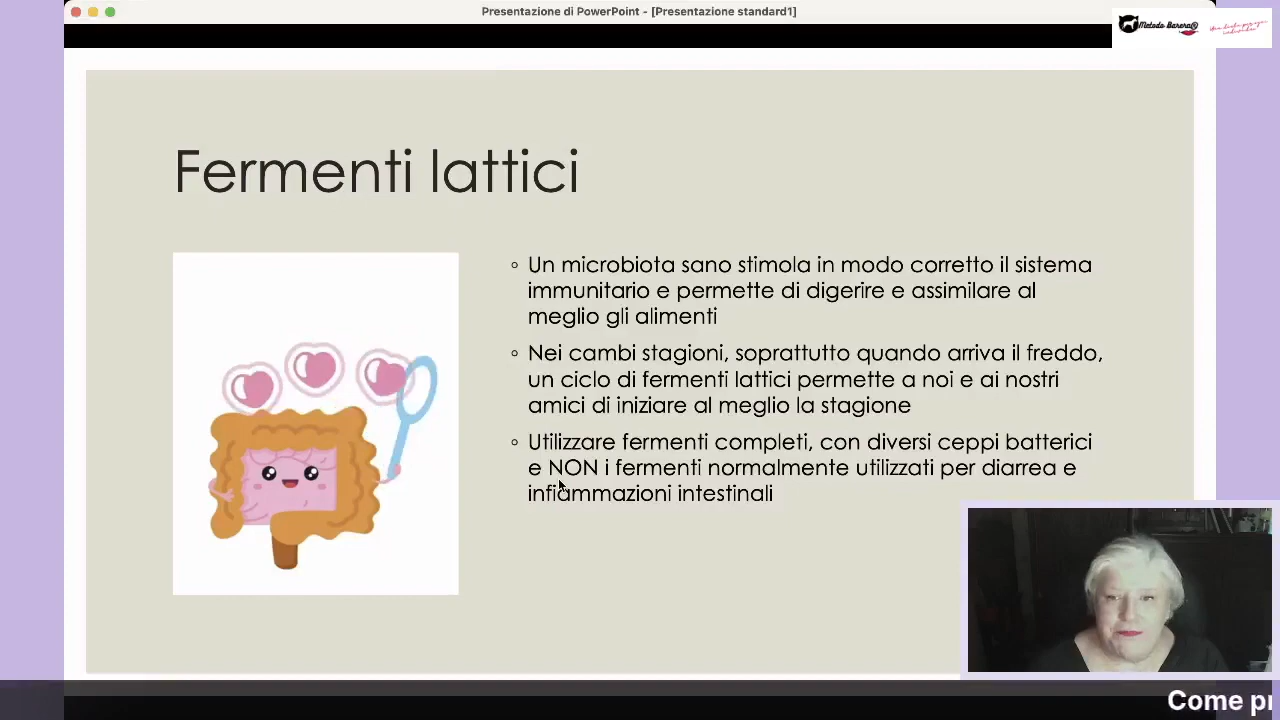 Presentazione di PowerPoint - [Presentazione standard1]
Metodo Barera®
Fermenti lattici
Un microbiota sano stimola in modo corretto il sistema
immunitario e permette di digerire e assimilare al
meglio gli alimenti
Nei cambi stagioni, soprattutto quando arriva il freddo,
un ciclo di fermenti lattici permette a noi e ai nostri
amici di iniziare al meglio la stagione
Utilizzare fermenti completi, con diversi ceppi batterici
e NON i fermenti normalmente utilizzati per diarrea e
infiammazioni intestinali
Come pr